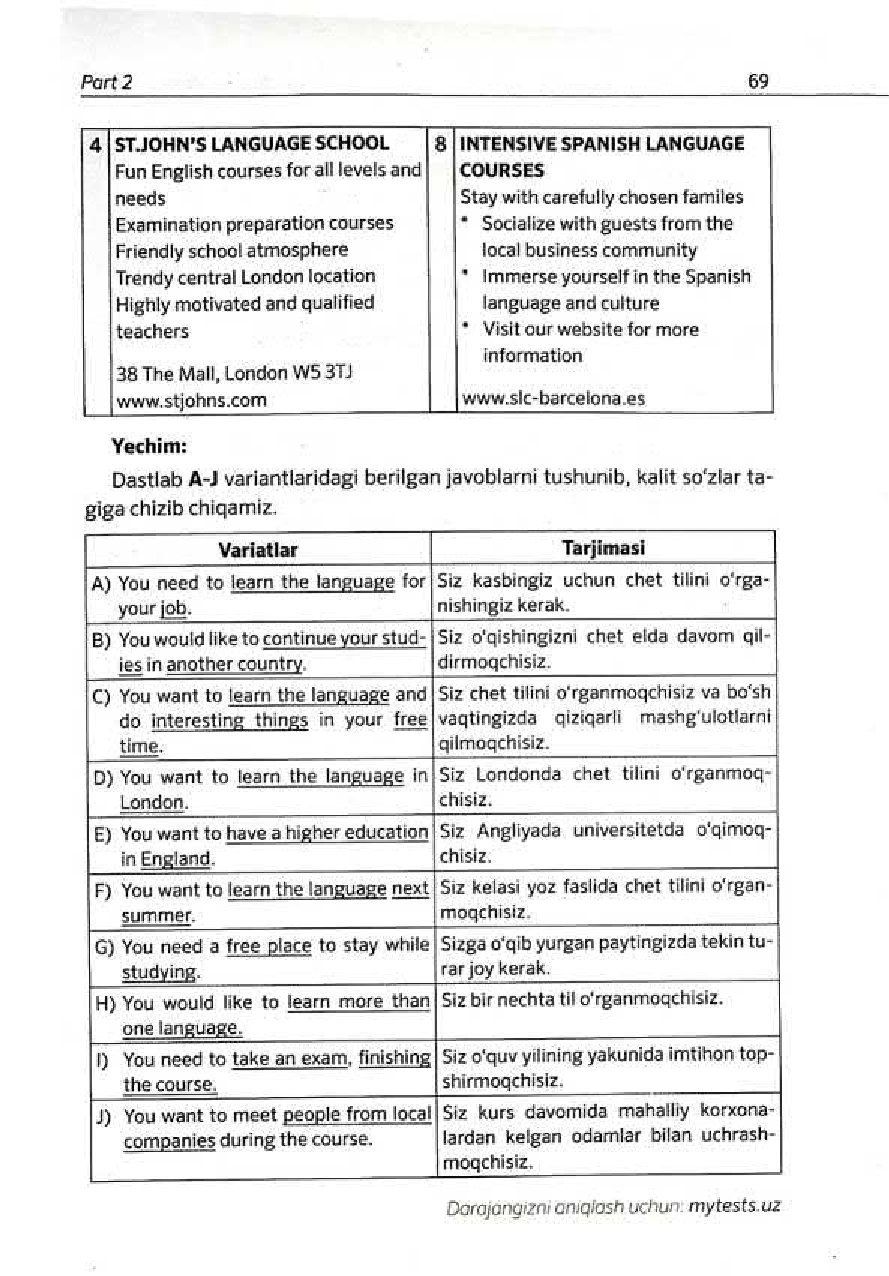 Part 2 69
4 ST.JOHN'S LANGUAGE SCHOOL
Fun English courses for all levels and
needs
Examination preparation courses
Friendly school atmosphere
Trendy central London location
Highly motivated and qualified
teachers
38 The Mall, London W5 3TJ
www.stjohns.com
8 INTENSIVE SPANISH LANGUAGE
COURSES
Stay with carefully chosen familes
• Socialize with guests from the
local business community
• Immerse yourself in the Spanish
language and culture
• Visit our website for more
information
www.slc-barcelona.es
Yechim:
Dastlab A-J variantlaridagi berilgan javoblarni tushunib, kalit so'zlar ta-
giga chizib chiqamiz.
Variatlar Tarjimasi
A) You need to learn the language for
your job.
Siz kasbingiz uchun chet tilini o'rga-
nishingiz kerak.
B) You would like to continue your stud-
ies in another country.
Siz o'qishingizni chet elda davom qil-
dirmoqchisiz.
C) You want to learn the language and
do interesting things in your free
time.
Siz chet tilini o'rganmoqchisiz va bo'sh
vaqtingizda qiziqarli mashg'ulotlarni
qilmoqchisiz.
D) You want to learn the language in
London.
Siz Londonda chet tilini o'rganmoq-
chisiz.
E) You want to have a higher education
in England.
Siz Angliyada universitetda o'qimoq-
chisiz.
F) You want to learn the language next
summer.
Siz kelasi yoz faslida chet tilini o'rgan-
moqchisiz.
G) You need a free place to stay while
studying.
Sizga o'qib yurgan paytingizda tekin tu-
rar joy kerak.
H) You would like to learn more than
one language.
Siz bir nechta til o'rganmoqchisiz.
I) You need to take an exam, finishing
the course.
Siz o'quv yilining yakunida imtihon top-
shirmoqchisiz.
J) You want to meet people from local
companies during the course.
Siz kurs davomida mahalliy korxona-
lardan kelgan odamlar bilan uchrash-
moqchisiz.
Darajangizni aniqlash uchun: mytests.uz